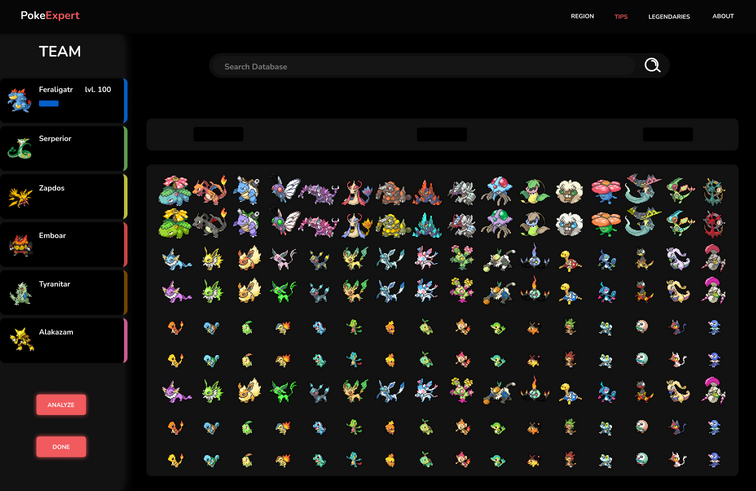 PokeExpert
REGION
TIPS
LEGENDARIES
ABOUT
TEAM
Search Database
Feraligatr lvl. 100
Serperior
Zapdos
Emboar
Tyranitar
Alakazam
ANALYZE
DONE